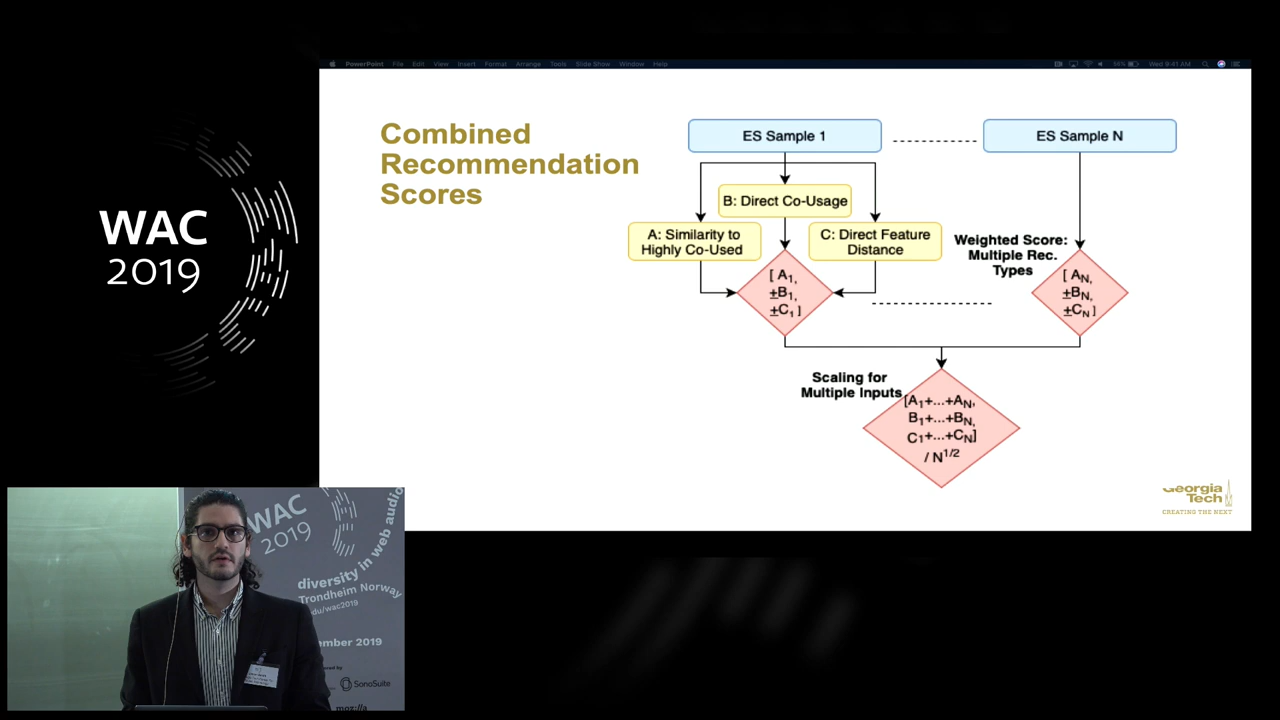 WAC
2019
PowerPoint File Edit View Insert Format Arrange Tools Slide Show Window Help
56% Wed 9:41 AM
Combined
Recommendation
Scores
ES Sample 1
ES Sample N
B: Direct Co-Usage
A: Similarity to
Highly Co-Used
C: Direct Feature
Distance
Weighted Score:
Multiple Rec.
Types
[ A1,
±B1,
±C1 ]
[ AN,
±BN,
±CN ]
Scaling for
Multiple Inputs
[A1+...+AN,
B1+...+BN,
C1+...+CN]
/ N1/2
Georgia
Tech
CREATING THE NEXT
WAC
2019
diversity in web audio
Trondheim Norway
du/wac2019
mber 2019
SonoSuite
moz://a